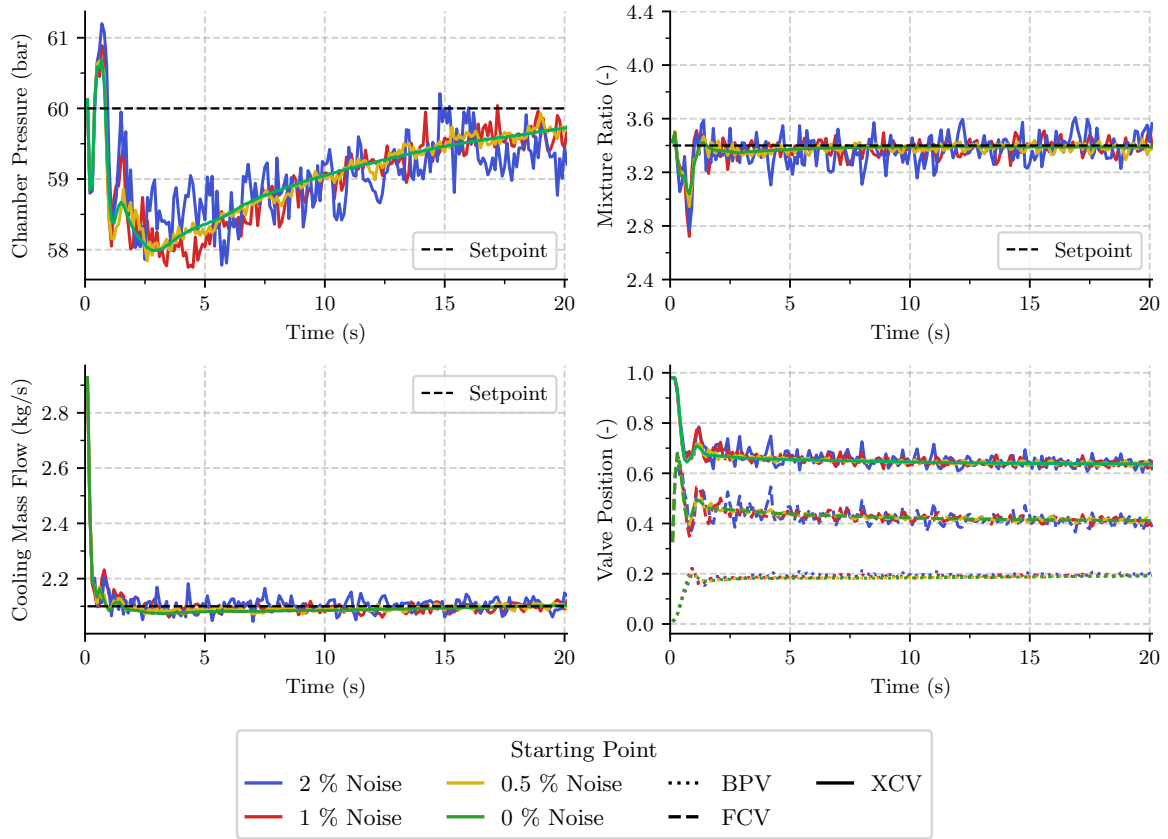 61
60
59
58
Chamber Pressure (bar)
Setpoint
0 5 10 15 20
Time (s)
4.4
4.0
3.6
3.2
2.8
2.4
Mixture Ratio (-)
Setpoint
0 5 10 15 20
Time (s)
2.8
2.6
2.4
2.2
Cooling Mass Flow (kg/s)
Setpoint
0 5 10 15 20
Time (s)
1.0
0.8
0.6
0.4
0.2
0.0
Valve Position (-)
0 5 10 15 20
Time (s)
Starting Point
2 % Noise 0.5 % Noise BPV XCV
1 % Noise 0 % Noise FCV